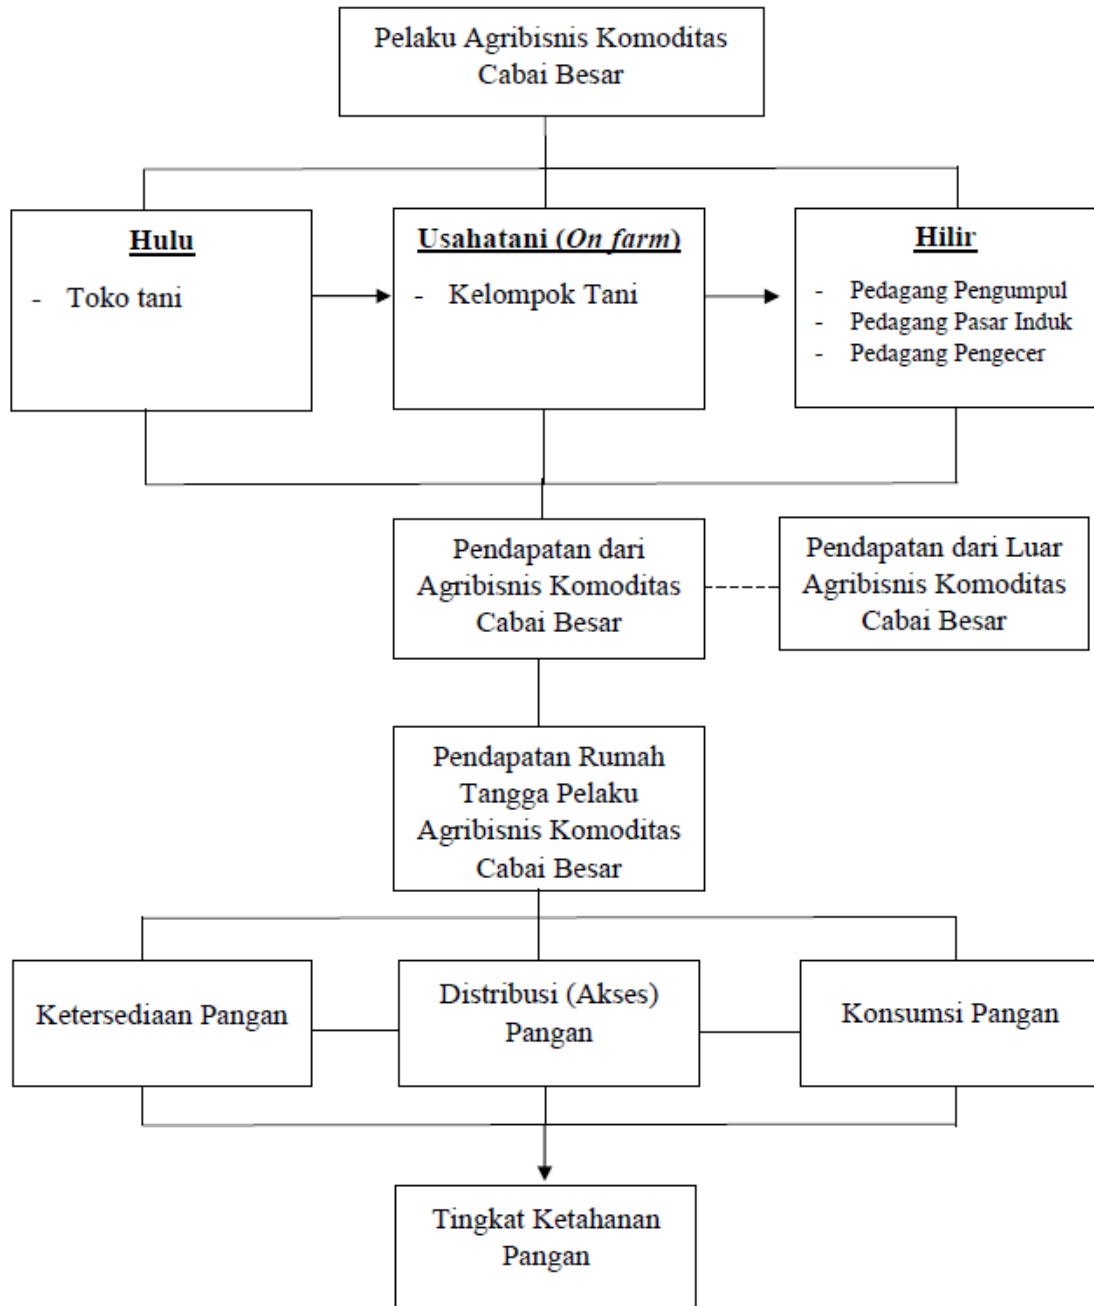 Pelaku Agribisnis Komoditas
Cabai Besar
Hulu
- Toko tani
Usahatani (On farm)
- Kelompok Tani
Hilir
- Pedagang Pengumpul
- Pedagang Pasar Induk
- Pedagang Pengecer
Pendapatan dari
Agribisnis Komoditas
Cabai Besar
Pendapatan dari Luar
Agribisnis Komoditas
Cabai Besar
Pendapatan Rumah
Tangga Pelaku
Agribisnis Komoditas
Cabai Besar
Ketersediaan Pangan
Distribusi (Akses)
Pangan
Konsumsi Pangan
Tingkat Ketahanan
Pangan